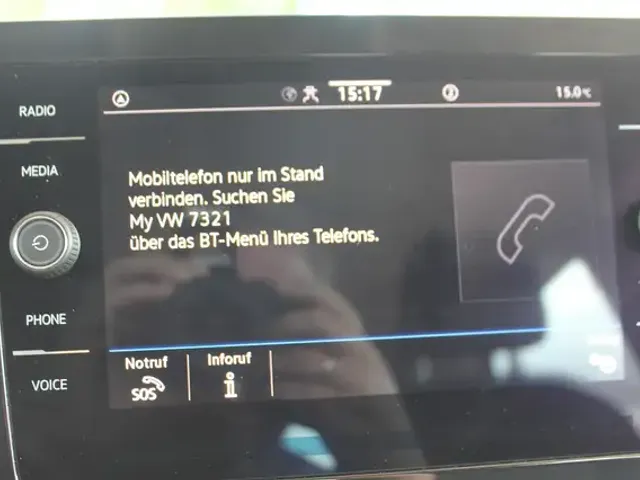 RADIO
MEDIA
PHONE
VOICE
15:17
15.0°C
Mobiltelefon nur im Stand
verbinden. Suchen Sie
My VW 7321
über das BT-Menü Ihres Telefons.
Notruf
SOS
Inforuf
i